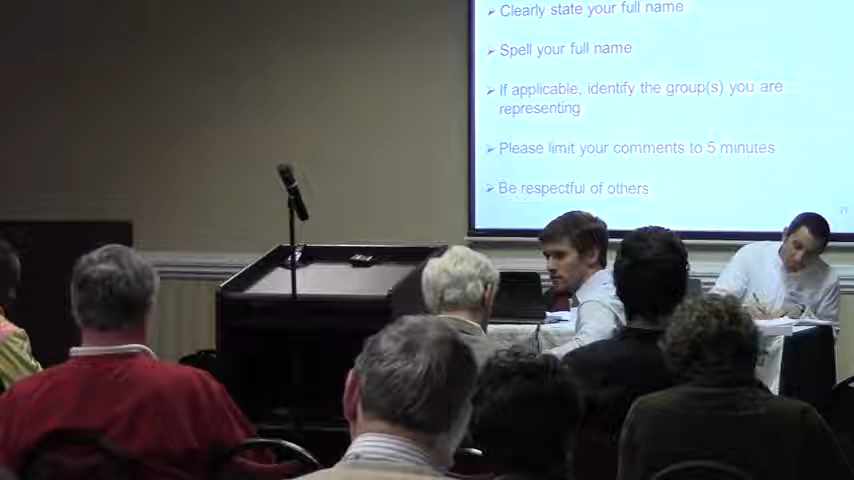 ➢ Clearly state your full name
➢ Spell your full name
➢ If applicable, identify the group(s) you are
representing
➢ Please limit your comments to 5 minutes
➢ Be respectful of others